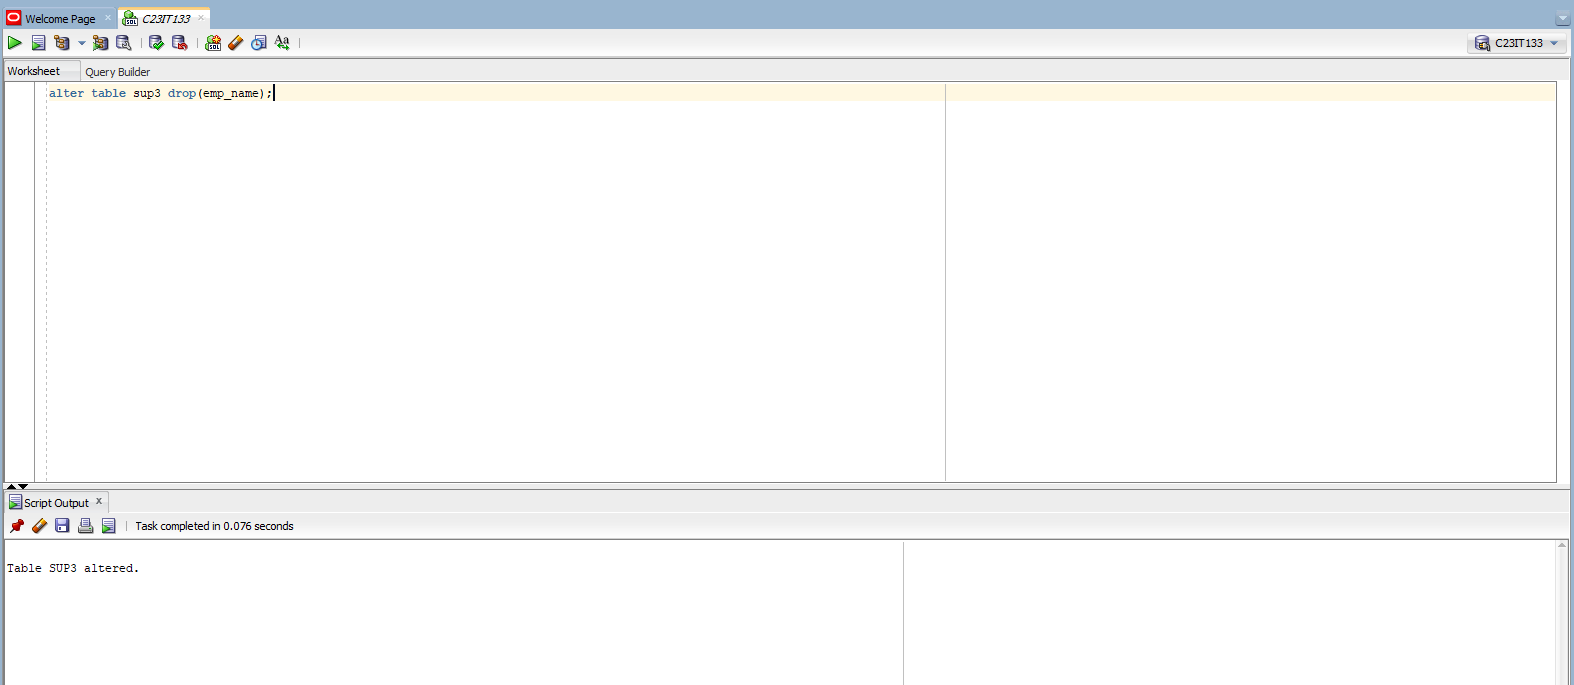 Welcome Page
C23IT133
C23IT133
Worksheet
Query Builder
alter table sup3 drop(emp_name);
Script Output
Task completed in 0.076 seconds
Table SUP3 altered.